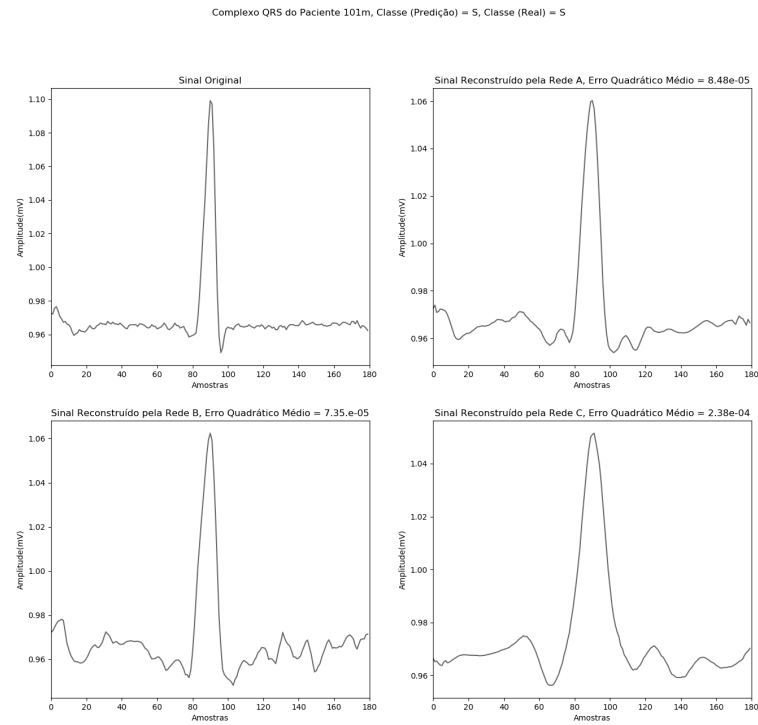 Complexo QRS do Paciente 101m, Classe (Predição) = S, Classe (Real) = S
Sinal Original
1.10
1.08
1.06
1.04
1.02
1.00
0.98
0.96
Amplitude(mV)
0 20 40 60 80 100 120 140 160 180
Amostras
Sinal Reconstruído pela Rede A, Erro Quadrático Médio = 8.48e-05
1.06
1.04
1.02
1.00
0.98
0.96
Amplitude(mV)
0 20 40 60 80 100 120 140 160 180
Amostras
Sinal Reconstruído pela Rede B, Erro Quadrático Médio = 7.35.e-05
1.06
1.04
1.02
1.00
0.98
0.96
Amplitude(mV)
0 20 40 60 80 100 120 140 160 180
Amostras
Sinal Reconstruído pela Rede C, Erro Quadrático Médio = 2.38e-04
1.04
1.02
1.00
0.98
0.96
Amplitude(mV)
0 20 40 60 80 100 120 140 160 180
Amostras